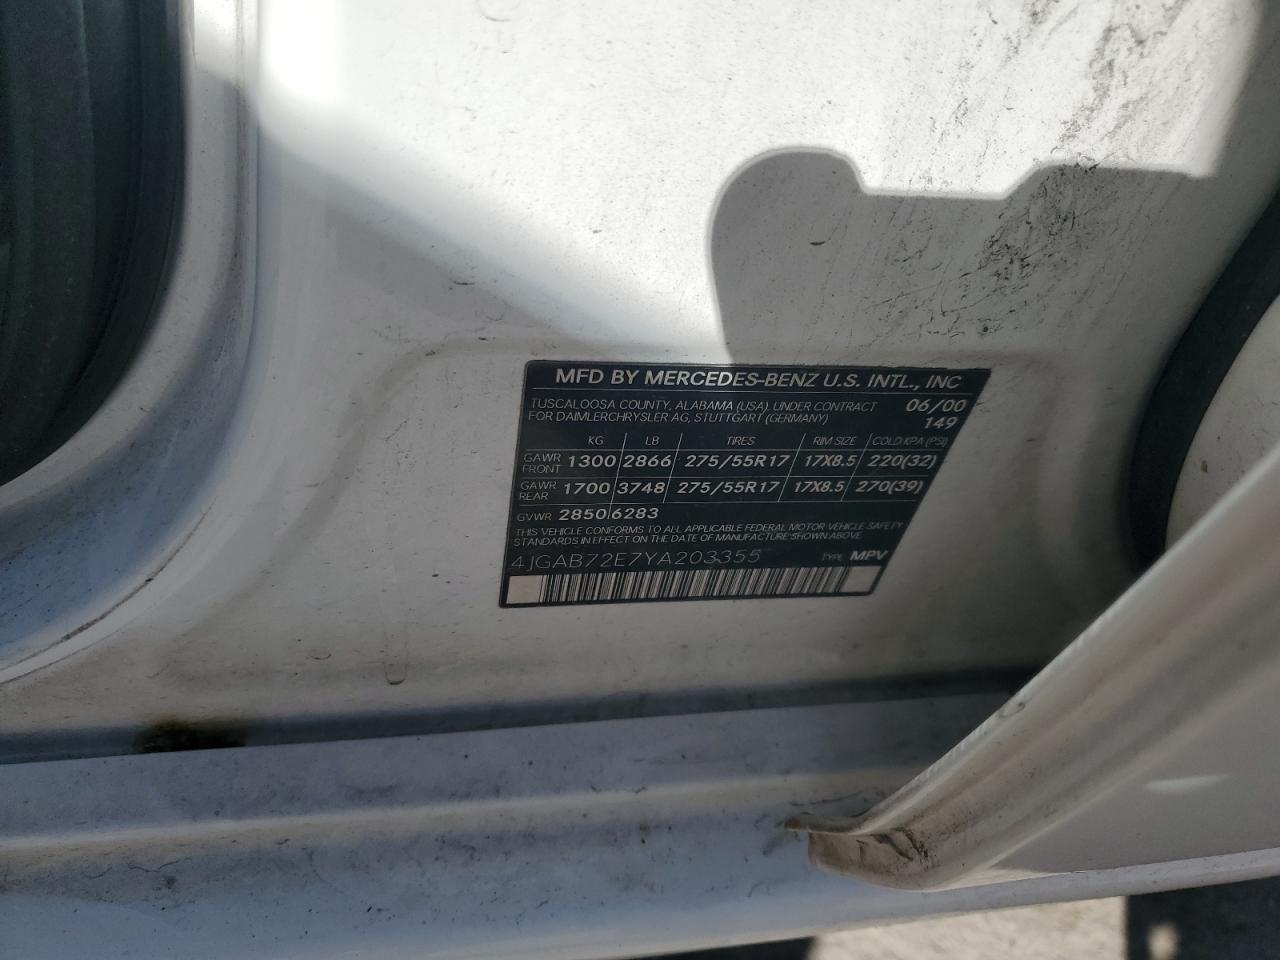 MFD BY MERCEDES-BENZ U.S. INTL., INC
TUSCALOOSA COUNTY, ALABAMA (USA), UNDER CONTRACT 06/00
FOR DAIMLERCHRYSLER AG, STUTTGART (GERMANY) 149
KG LB TIRES RIM SIZE COLD KPA (PSI)
GAWR FRONT 1300 2866 275/55R17 17X8.5 220(32)
GAWR REAR 1700 3748 275/55R17 17X8.5 270(39)
GVWR 2850 6283
THIS VEHICLE CONFORMS TO ALL APPLICABLE FEDERAL MOTOR VEHICLE SAFETY
STANDARDS IN EFFECT ON THE DATE OF MANUFACTURE SHOWN ABOVE
4JGAB72E7YA203355 TYPE MPV